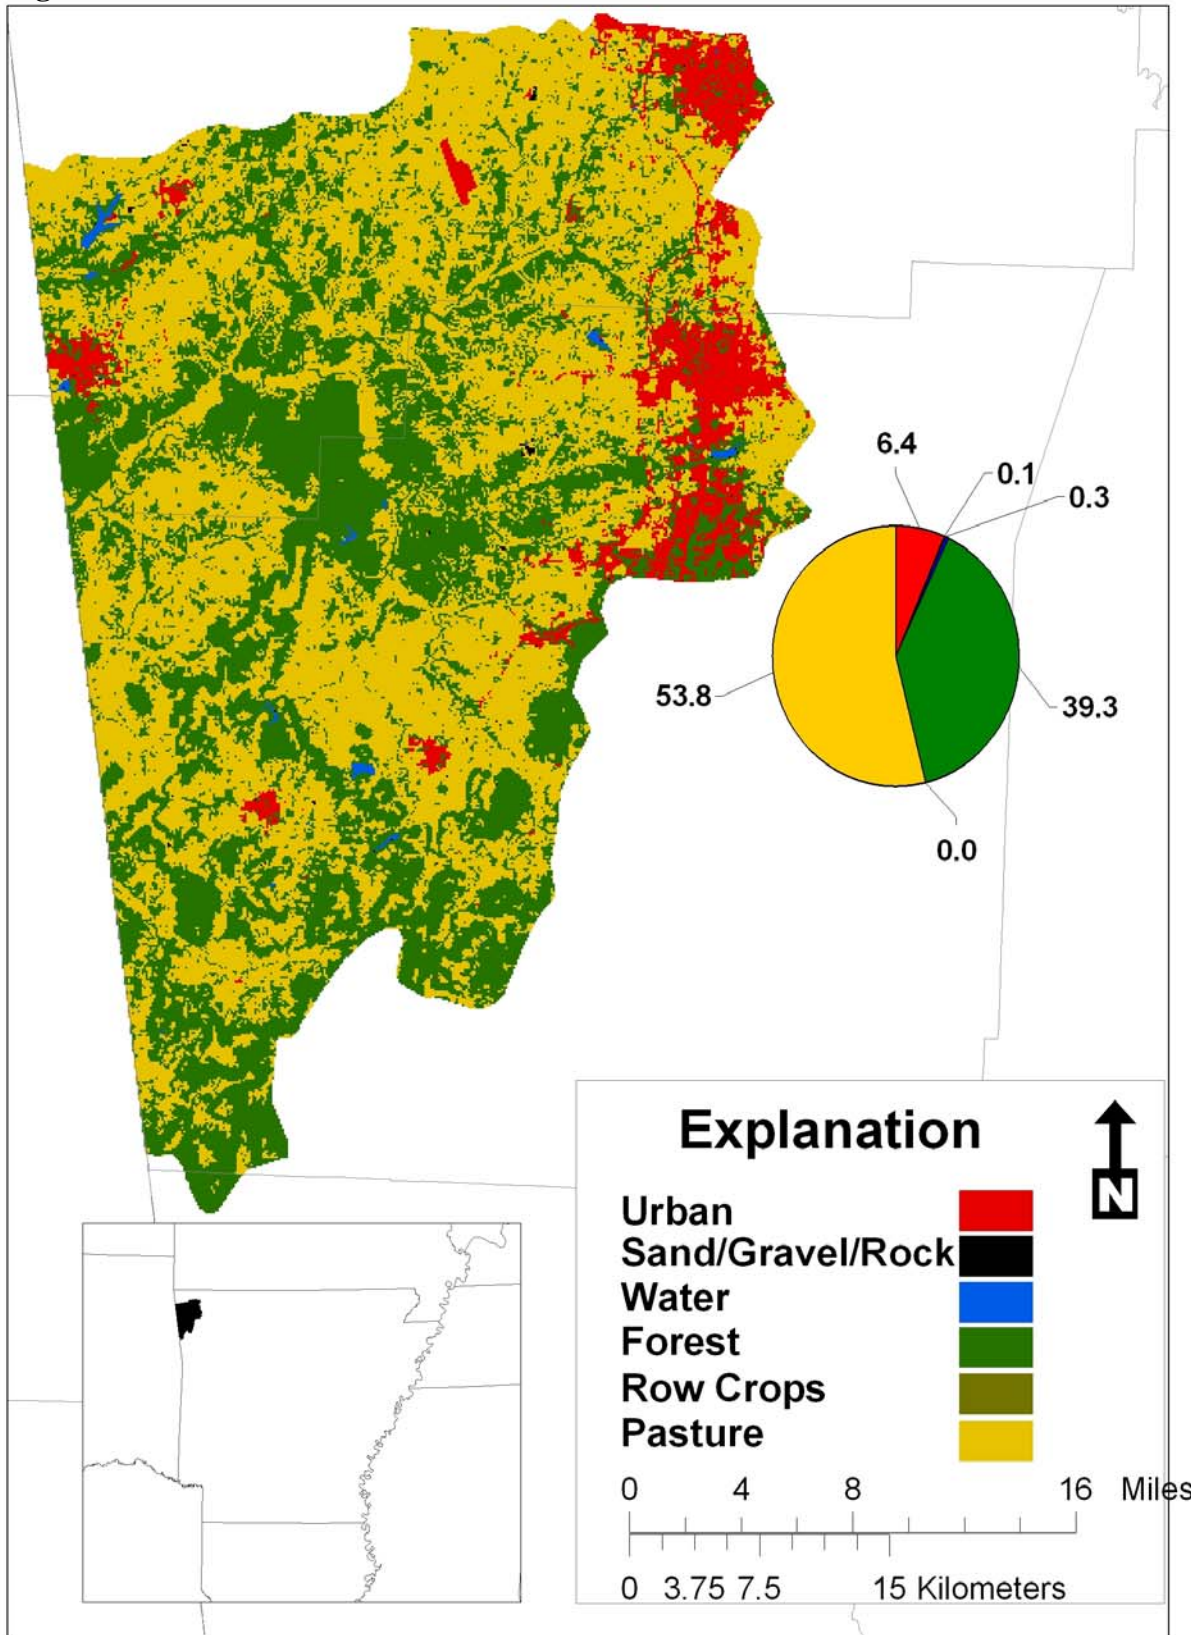 6.4
0.1
0.3
53.8
39.3
0.0
Explanation
N
Urban
Sand/Gravel/Rock
Water
Forest
Row Crops
Pasture
0 4 8 16 Miles
0 3.75 7.5 15 Kilometers